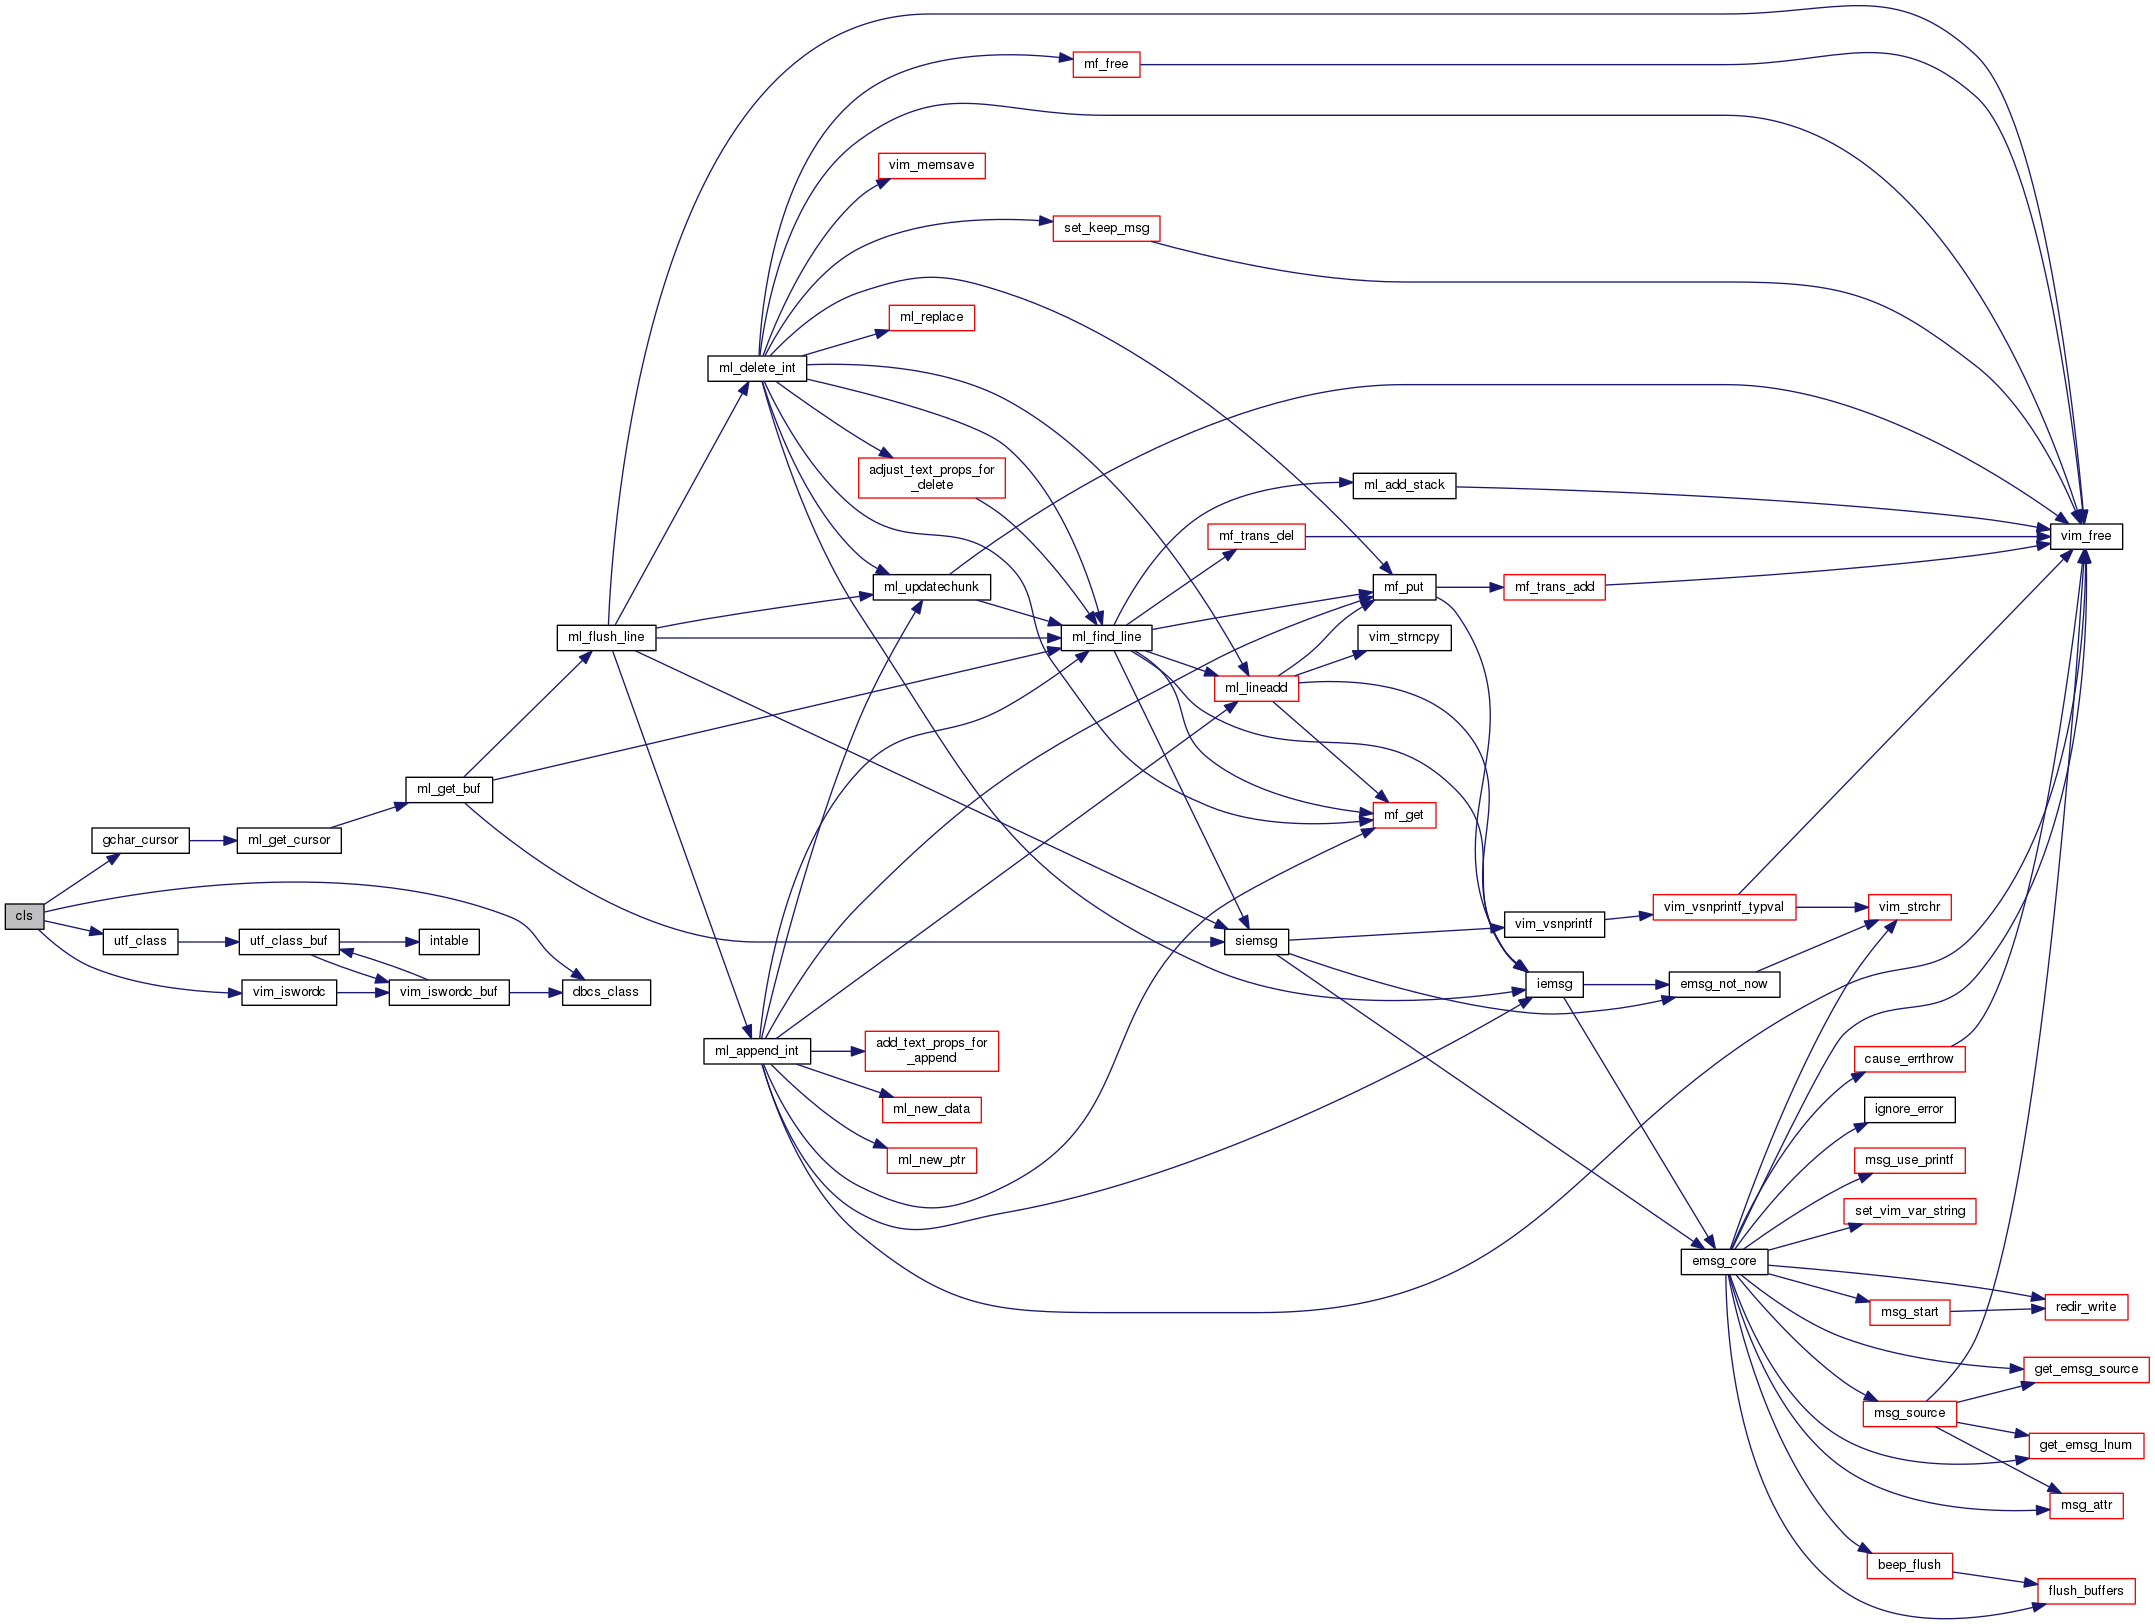 mf_free
vim_memsave
set_keep_msg
ml_replace
ml_delete_int
adjust_text_props_for
_delete
ml_add_stack
mf_trans_del
vim_free
ml_updatechunk
mf_put
mf_trans_add
ml_flush_line
ml_find_line
vim_strncpy
ml_lineadd
ml_get_buf
mf_get
gchar_cursor
ml_get_cursor
cls
vim_vsnprintf_typval
vim_strchr
vim_vsnprintf
utf_class
utf_class_buf
intable
siemsg
vim_iswordc
vim_iswordc_buf
dbcs_class
iemsg
emsg_not_now
ml_append_int
add_text_props_for
_append
cause_errthrow
ml_new_data
ignore_error
ml_new_ptr
msg_use_printf
set_vim_var_string
emsg_core
msg_start
redir_write
get_emsg_source
msg_source
get_emsg_lnum
msg_attr
beep_flush
flush_buffers